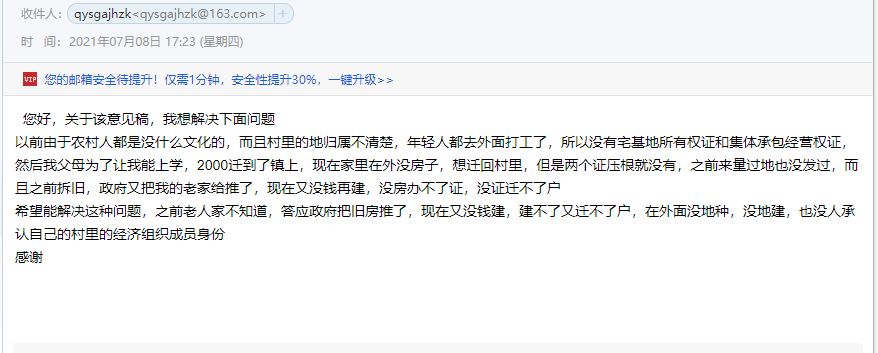 收件人： qysgajhzk<qysgajhzk@163.com> +
时 间： 2021年07月08日 17:23 (星期四)
VIP 您的邮箱安全待提升！仅需1分钟，安全性提升30%，一键升级>>
您好，关于该意见稿，我想解决下面问题
以前由于农村人都是没什么文化的，而且村里的地归属不清楚，年轻人都去外面打工了，所以没有宅基地所有权证和集体承包经营权证，
然后我父母为了让我能上学，2000迁到了镇上，现在家里在外没房子，想迁回村里，但是两个证压根就没有，之前来量过地也没发过，而
且之前拆旧，政府又把我的老家给推了，现在又没钱再建，没房办不了证，没证迁不了户
希望能解决这种问题，之前老人家不知道，答应政府把旧房推了，现在又没钱建，建不了又迁不了户，在外面没地种，没地建，也没人承
认自己的村里的经济组织成员身份
感谢